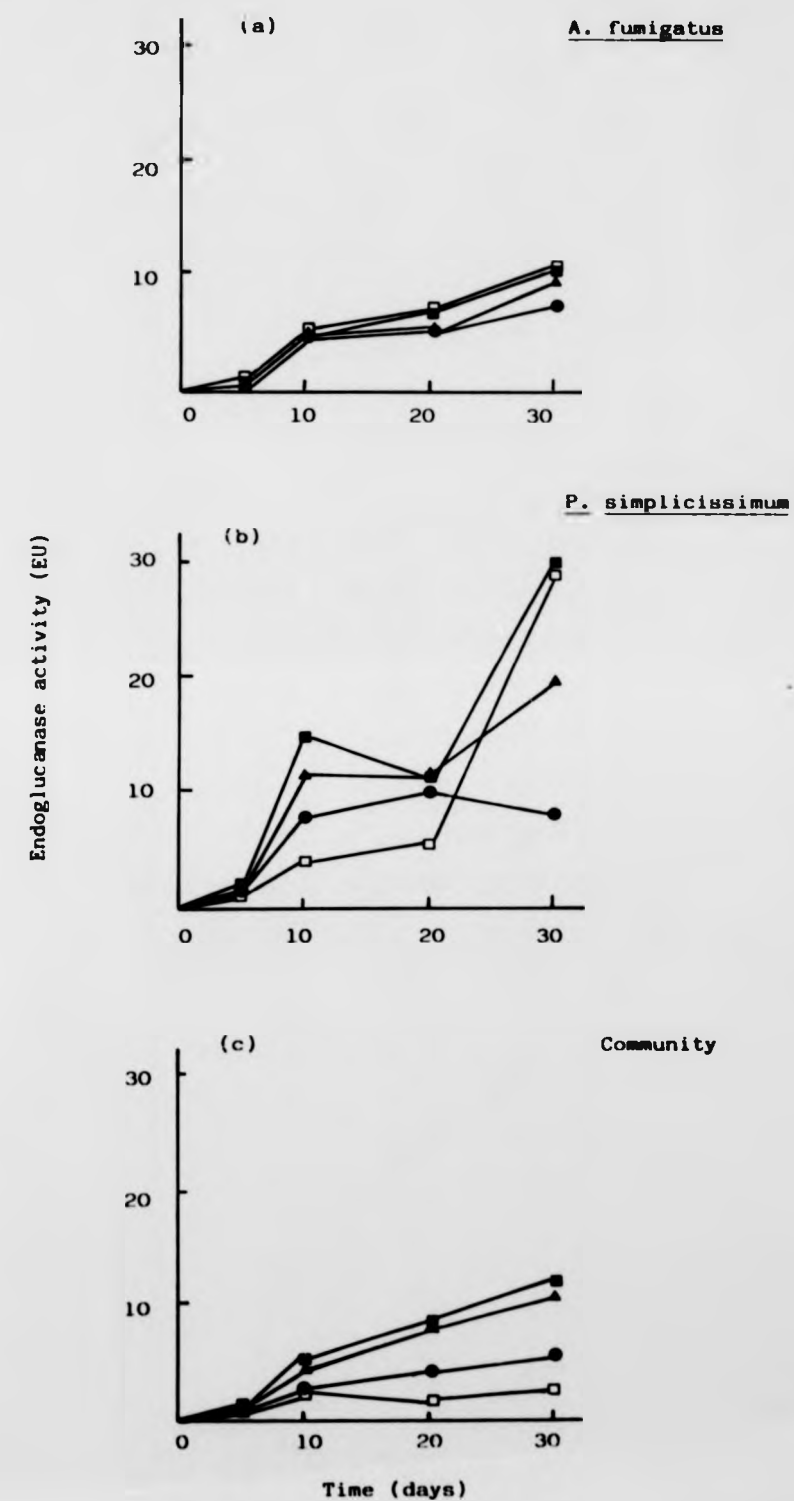 (a)
A. fumigatus
30
20
10
0 10 20 30
P. simplicissimum
(b)
30
20
10
0 10 20 30
Endoglucanase activity (EU)
(c)
Community
30
20
10
0 10 20 30
Time (days)